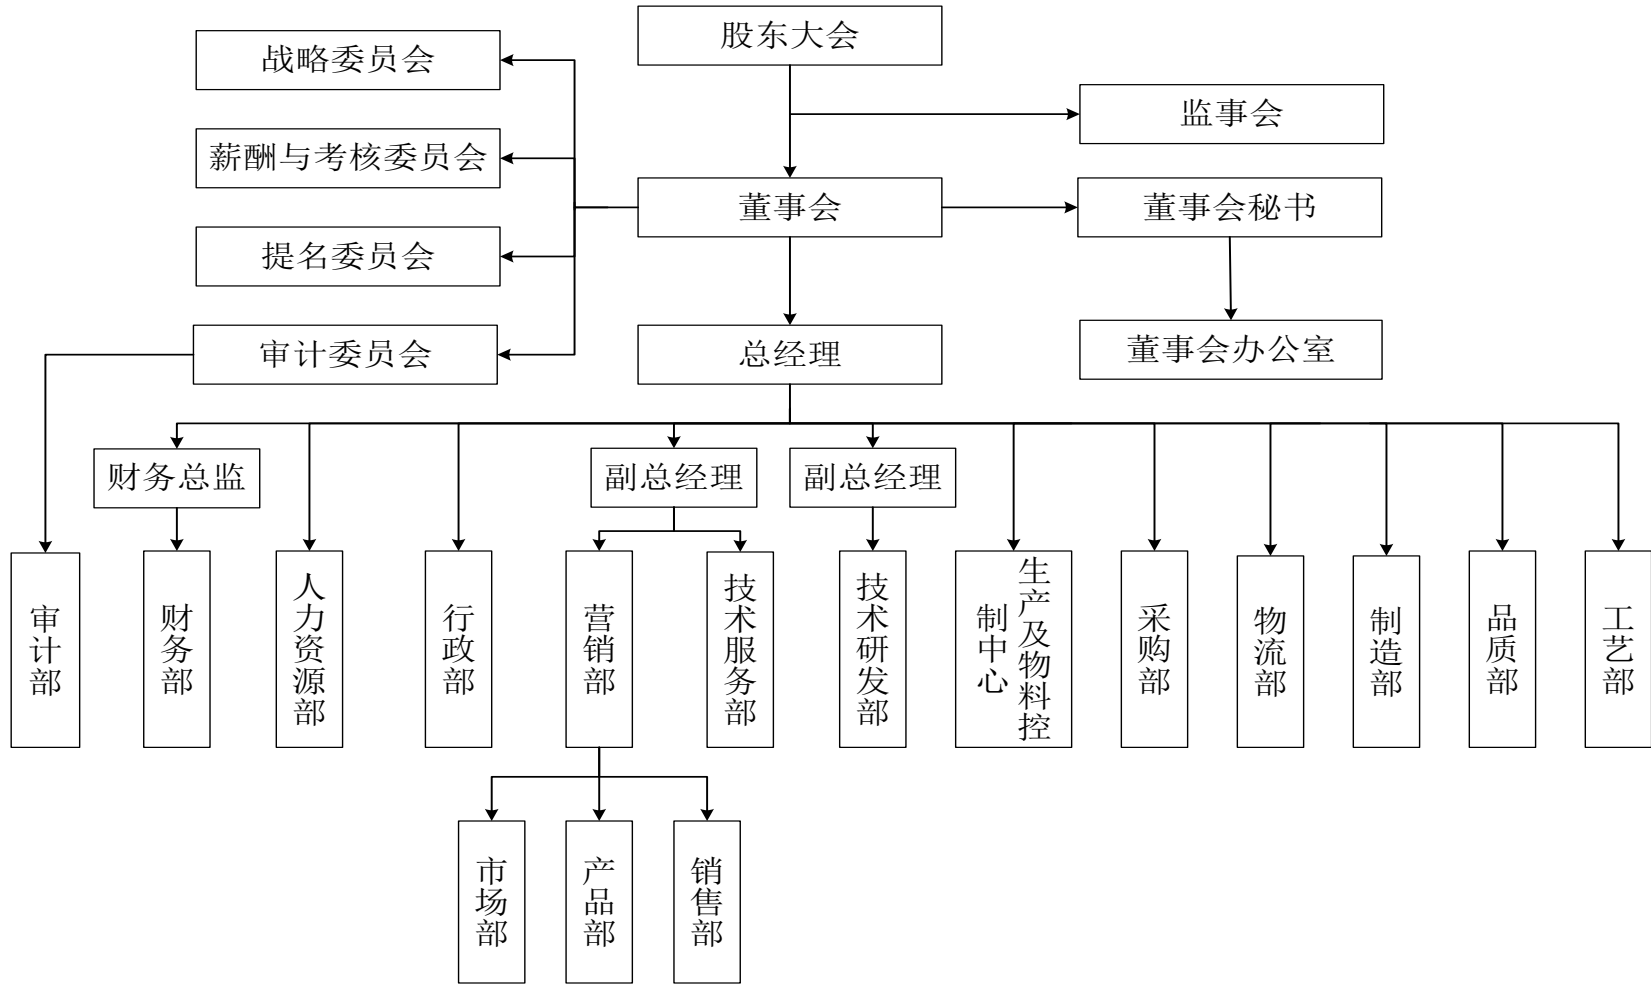 股东大会
战略委员会
监事会
薪酬与考核委员会
董事会
董事会秘书
提名委员会
审计委员会
总经理
董事会办公室
财务总监
副总经理
副总经理
审计部
财务部
人力资源部
行政部
营销部
技术服务部
技术研发部
生产及物料控
制中心
采购部
物流部
制造部
品质部
工艺部
市场部
产品部
销售部